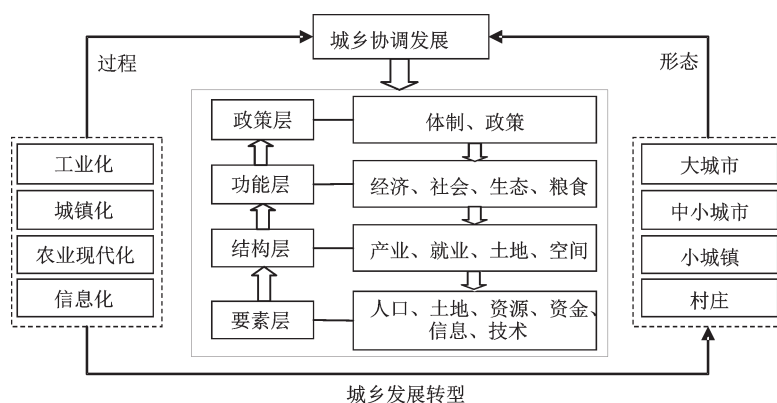 城乡协调发展
过程
形态
工业化
城镇化
农业现代化
信息化
政策层
体制、政策
功能层
经济、社会、生态、粮食
结构层
产业、就业、土地、空间
要素层
人口、土地、资源、资金、
信息、技术
大城市
中小城市
小城镇
村庄
城乡发展转型